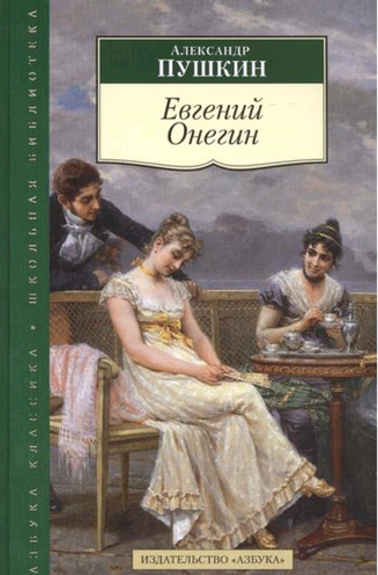 АЛЕКСАНДР
ПУШКИН
Евгений
Онегин
АЗБУКА-КЛАССИКА • ШКОЛЬНАЯ БИБЛИОТЕКА
ИЗДАТЕЛЬСТВО «АЗБУКА»